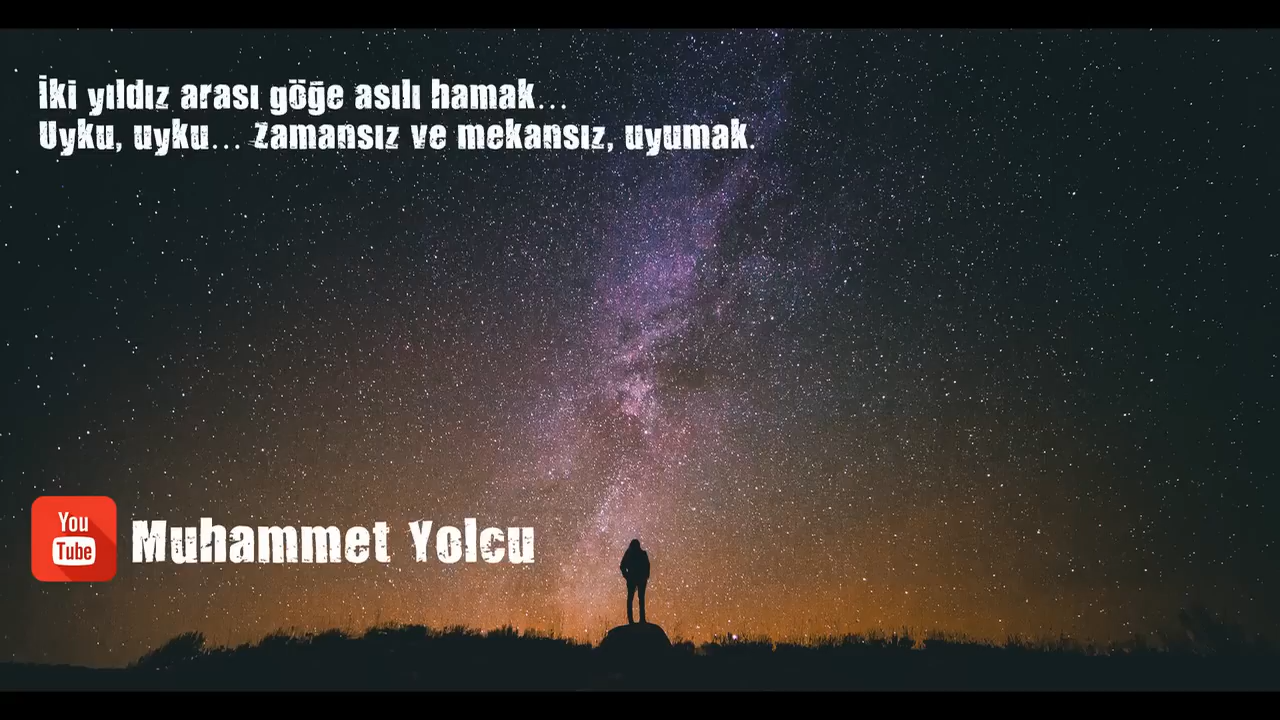 İki yıldız arası göğe asılı hamak...
Uyku, uyku... Zamansız ve mekansız, uyumak.
You
Tube
Muhammet Yolcu